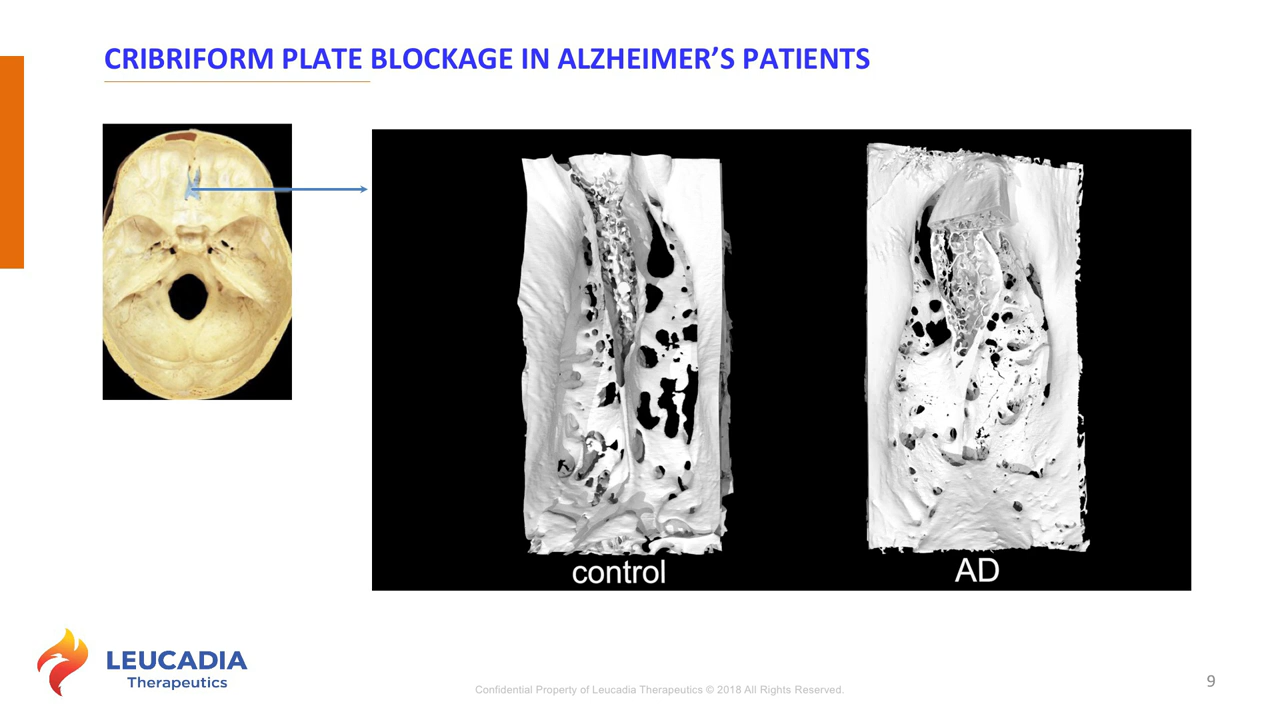 CRIBRIFORM PLATE BLOCKAGE IN ALZHEIMER’S PATIENTS
control
AD
LEUCADIA
Therapeutics
Confidential Property of Leucadia Therapeutics © 2018 All Rights Reserved.
9